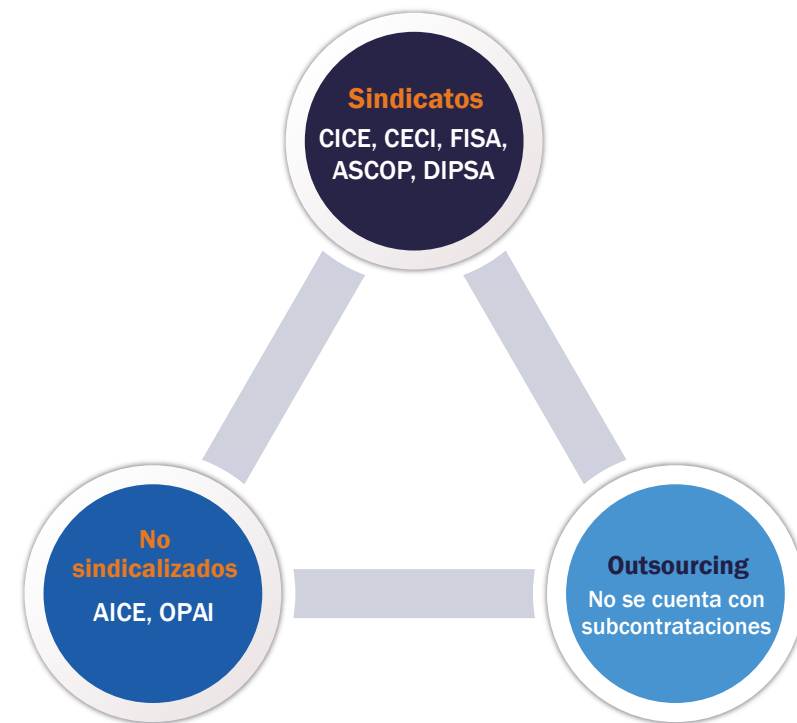 Sindicatos
CICE, CECI, FISA,
ASCOP, DIPSA
No
sindicalizados
AICE, OPAI
Outsourcing
No se cuenta con
subcontrataciones